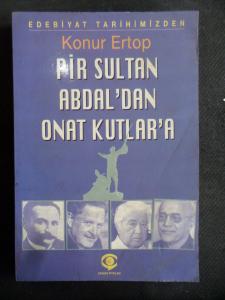 EDEBİYAT TARİHİMİZDEN
Konur Ertop
PİR SULTAN
ABDAL'DAN
ONAT KUTLAR'A